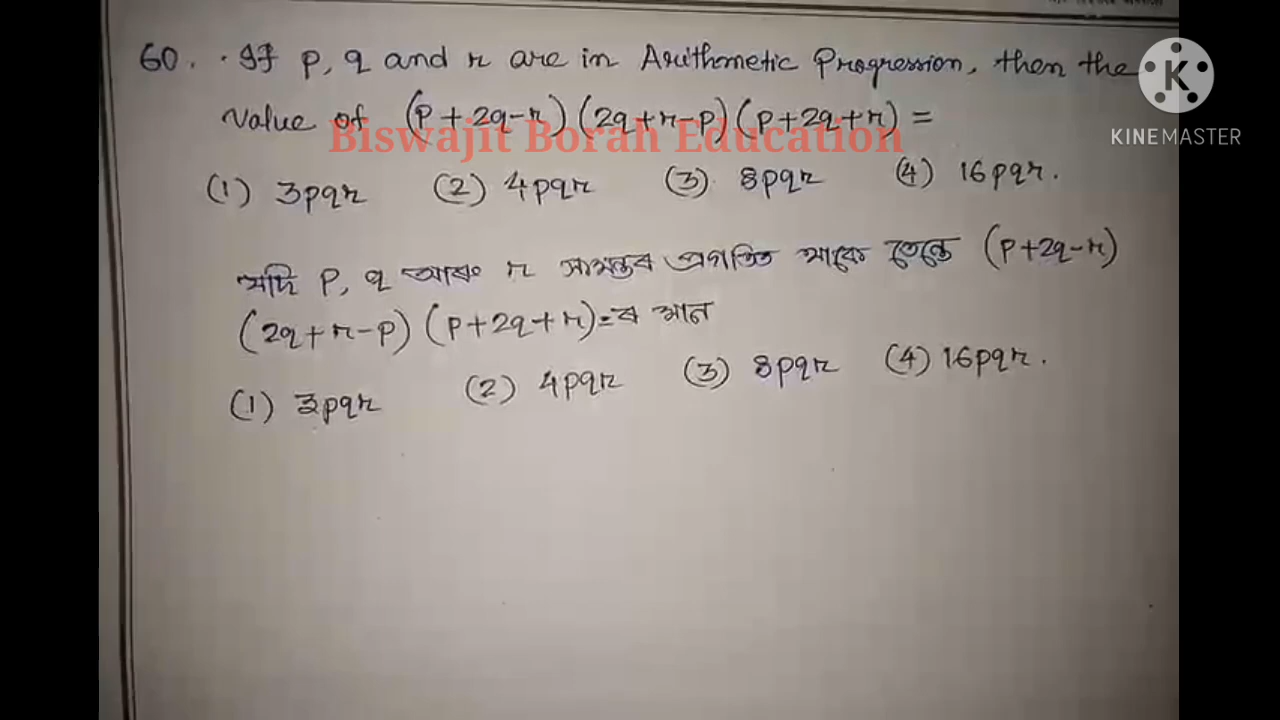 60. . If p, q and r are in Arithmetic Progression, then the
value of (p+2q-r)(2q+r-p)(p+2q+r) =
Biswajit Borah Education
K
KINEMASTER
(1) 3pqr (2) 4pqr (3) 8pqr (4) 16pqr.
যদি p, q আৰু r সমান্তৰ প্ৰগতিত থাকে তেন্তে (p+2q-r)
(2q+r-p)(p+2q+r)=ৰ মান
(1) 3pqr (2) 4pqr (3) 8pqr (4) 16pqr.